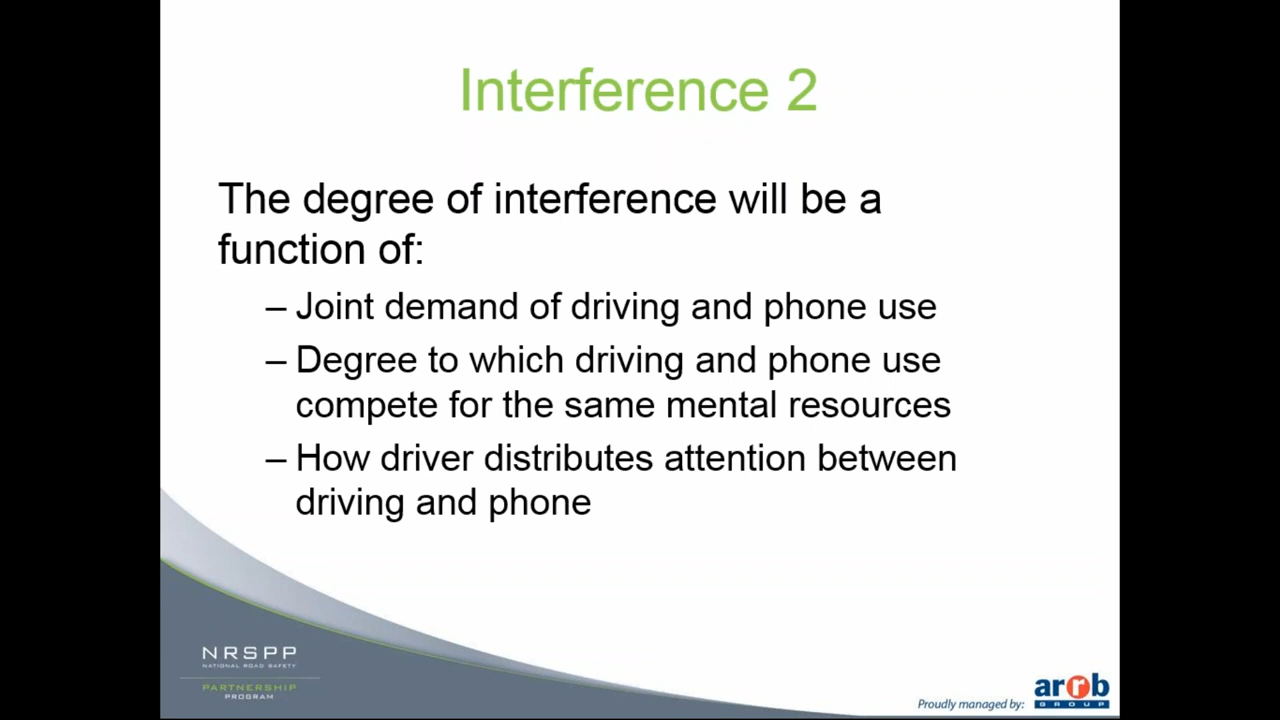 Interference 2
The degree of interference will be a
function of:
– Joint demand of driving and phone use
– Degree to which driving and phone use
compete for the same mental resources
– How driver distributes attention between
driving and phone
NRSPP
NATIONAL ROAD SAFETY
PARTNERSHIP
PROGRAM
Proudly managed by:
arrb
GROUP